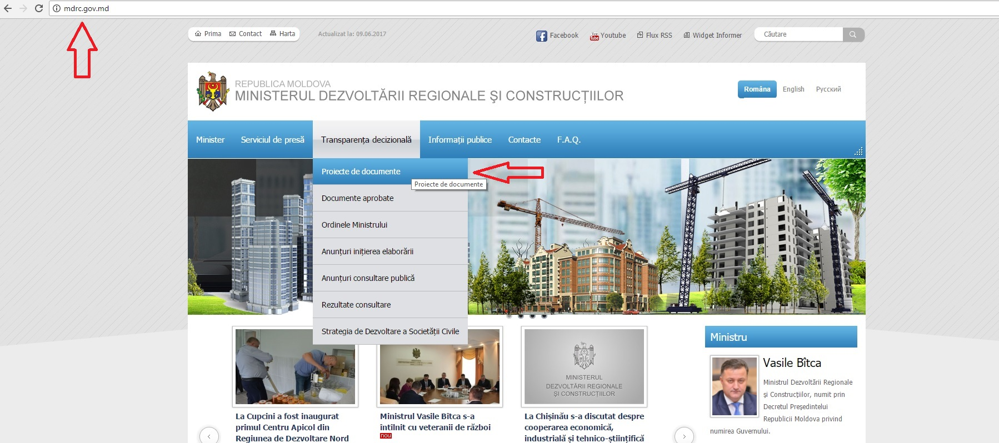 mdrc.gov.md
Prima Contact Harta
Actualizat la: 09.06.2017
Facebook Youtube Flux RSS Widget Informer
Căutare
REPUBLICA MOLDOVA
MINISTERUL DEZVOLTĂRII REGIONALE ŞI CONSTRUCȚIILOR
Româna English Русский
Minister Serviciul de presă Transparența decizională Informații publice Contacte F.A.Q.
Proiecte de documente
Proiecte de documente
Documente aprobate
Ordinele Ministrului
Anunțuri inițierea elaborării
Anunțuri consultare publică
Rezultate consultare
Strategia de Dezvoltare a Societății Civile
MINISTERUL
DEZVOLTĂRII REGIONALE
ŞI CONSTRUCȚIILOR
La Cupcini a fost inaugurat
primul Centru Apicol din
Regiunea de Dezvoltare Nord
Ministrul Vasile Bîtca s-a
întîlnit cu veteranii de război
nou
La Chișinău s-a discutat despre
cooperarea economică,
industrială și tehnico-științifică
Ministru
Vasile Bîtca
Ministrul Dezvoltării Regionale
și Construcțiilor, numit prin
Decretul Președintelui
Republicii Moldova privind
numirea Guvernului.